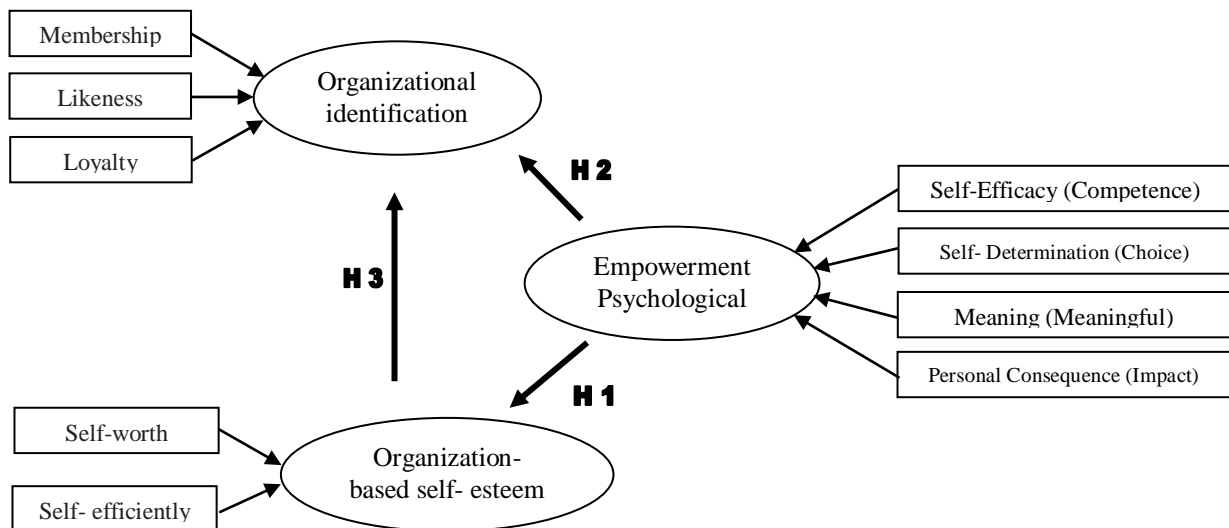 Membership
Likeness
Loyalty
Organizational
identification
H 2
H 3
Empowerment
Psychological
Self-Efficacy (Competence)
Self- Determination (Choice)
Meaning (Meaningful)
Personal Consequence (Impact)
H 1
Self-worth
Self- efficiently
Organization-
based self- esteem